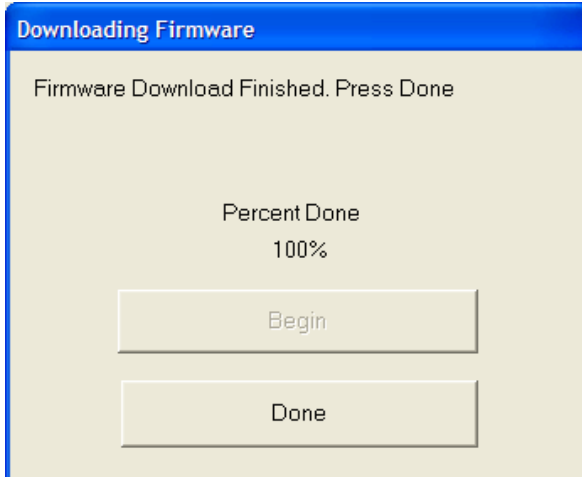 Downloading Firmware
Firmware Download Finished. Press Done
Percent Done
100%
Begin
Done